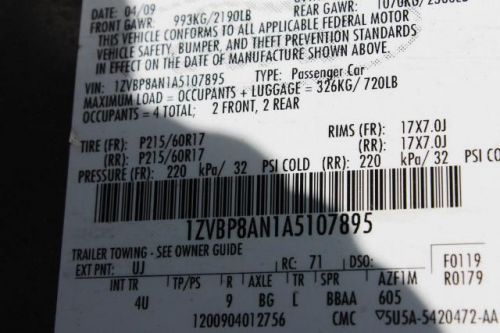 DATE: 04/09
FRONT GAWR: 993KG/2190LB REAR GAWR:
THIS VEHICLE CONFORMS TO ALL APPLICABLE FEDERAL MOTOR
VEHICLE SAFETY, BUMPER, AND THEFT PREVENTION STANDARDS
IN EFFECT ON THE DATE OF MANUFACTURE SHOWN ABOVE.
VIN: 1ZVBP8AN1A5107895 TYPE: Passenger Car
MAXIMUM LOAD = OCCUPANTS + LUGGAGE = 326KG/ 720LB
OCCUPANTS = 4 TOTAL; 2 FRONT, 2 REAR
TIRE (FR): P215/60R17 RIMS (FR): 17X7.0J
(RR): P215/60R17 (RR): 17X7.0J
PRESSURE (FR): 220 kPa/ 32 PSI COLD (RR): 220 kPa/ 32 PSI CO
1ZVBP8AN1A5107895
TRAILER TOWING - SEE OWNER GUIDE
EXT PNT: UJ RC: 71 DSO: F0119
INT TR TP/PS R AXLE TR SPR AZF1M R0179
4U 9 BG L BBAA 605
1200904012756 CMC ▽5U5A-5420472-AA